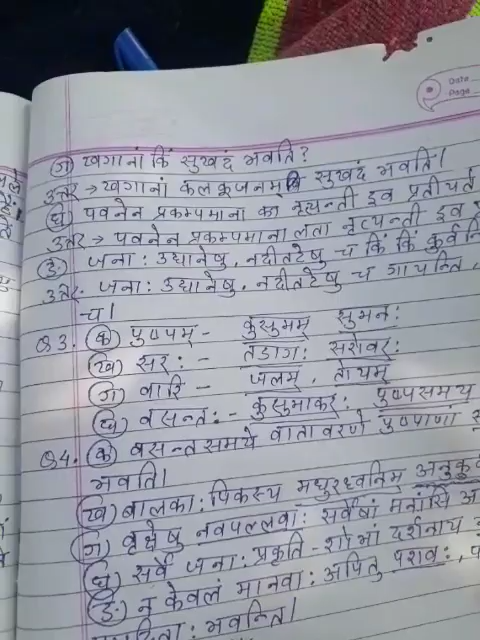 Date
Page
(ग) खगानां किं सुखदं भवति?
उत्तर → खगानां कलकूजनम् सुखदं भवति।
(घ) पवनेन प्रकम्पमाना का नृत्यन्ती इव प्रतीयते
उत्तर → पवनेन प्रकम्पमाना लता नृत्यन्ती इव
(ङ) जना: उद्यानेषु, नदीतटेषु च किं किं कुर्वन्ति
उत्तर जना: उद्यानेषु, नदीतटेषु च गायन्ति,
च।
Q3. (क) पुष्पम् - कुसुमम् सुमन:
(ख) सर: - तडाग: सरोवर:
(ग) वारि - जलम्, तोयम्
(घ) वसन्त: - कुसुमाकर: पुष्पसमय
Q4. (क) वसन्तसमये वातावरणे पुष्पाणां
भवति।
(ख) बालका: पिकस्य मधुरध्वनिम्
(ग) वृक्षेषु नवपल्लवा: सर्वेषां मनांसि
(घ) सर्वे जना: प्रकृति-शोभां दर्शनाय
(ङ) न केवलं मानवा: अपितु पशव:,
भवन्ति।